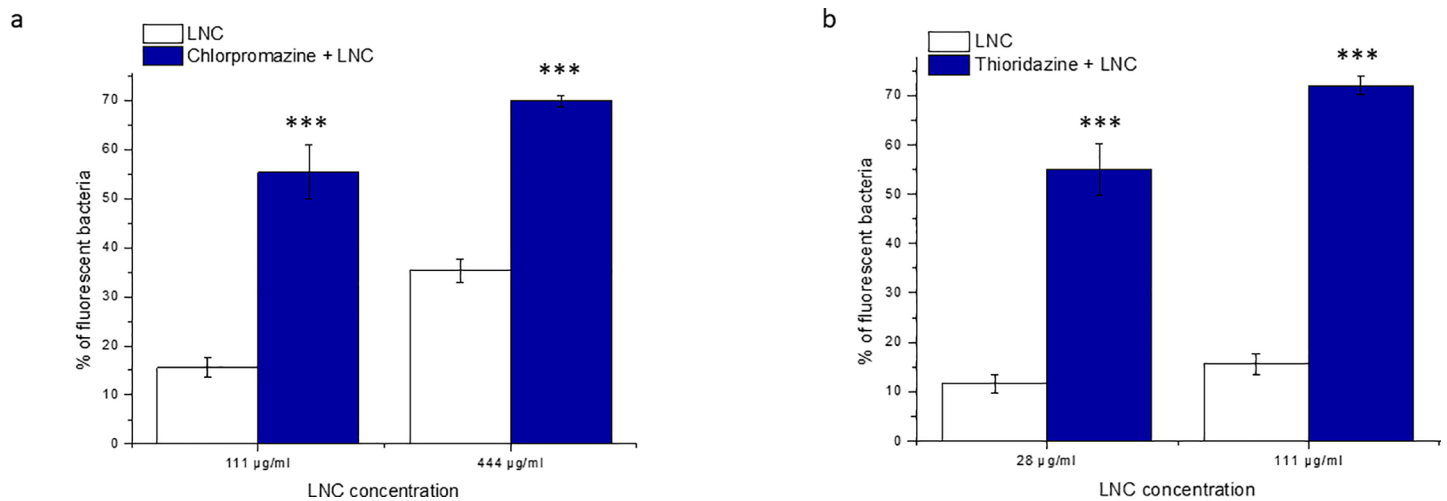 a
LNC
Chlorpromazine + LNC
***
***
% of fluorescent bacteria
70
60
50
40
30
20
10
0
111 µg/ml
444 µg/ml
LNC concentration
b
LNC
Thioridazine + LNC
***
***
% of fluorescent bacteria
70
60
50
40
30
20
10
0
28 µg/ml
111 µg/ml
LNC concentration